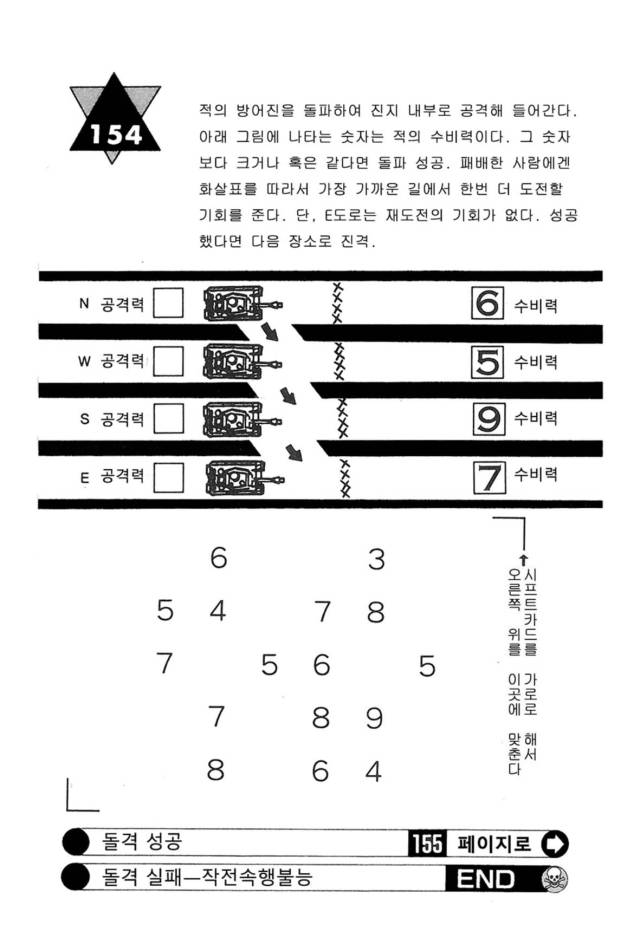 154
적의 방어진을 돌파하여 진지 내부로 공격해 들어간다.
아래 그림에 나타는 숫자는 적의 수비력이다. 그 숫자
보다 크거나 혹은 같다면 돌파 성공. 패배한 사람에겐
화살표를 따라서 가장 가까운 길에서 한번 더 도전할
기회를 준다. 단, E도로는 재도전의 기회가 없다. 성공
했다면 다음 장소로 진격.
N 공격력 6 수비력
W 공격력 5 수비력
S 공격력 9 수비력
E 공격력 7 수비력
6 3
5 4 7 8
7 5 6 5
7 8 9
8 6 4
시프트카드를 가로로 해서
오른쪽 위를 이곳에 맞춘다
돌격 성공 155 페이지로
돌격 실패—작전속행불능 END